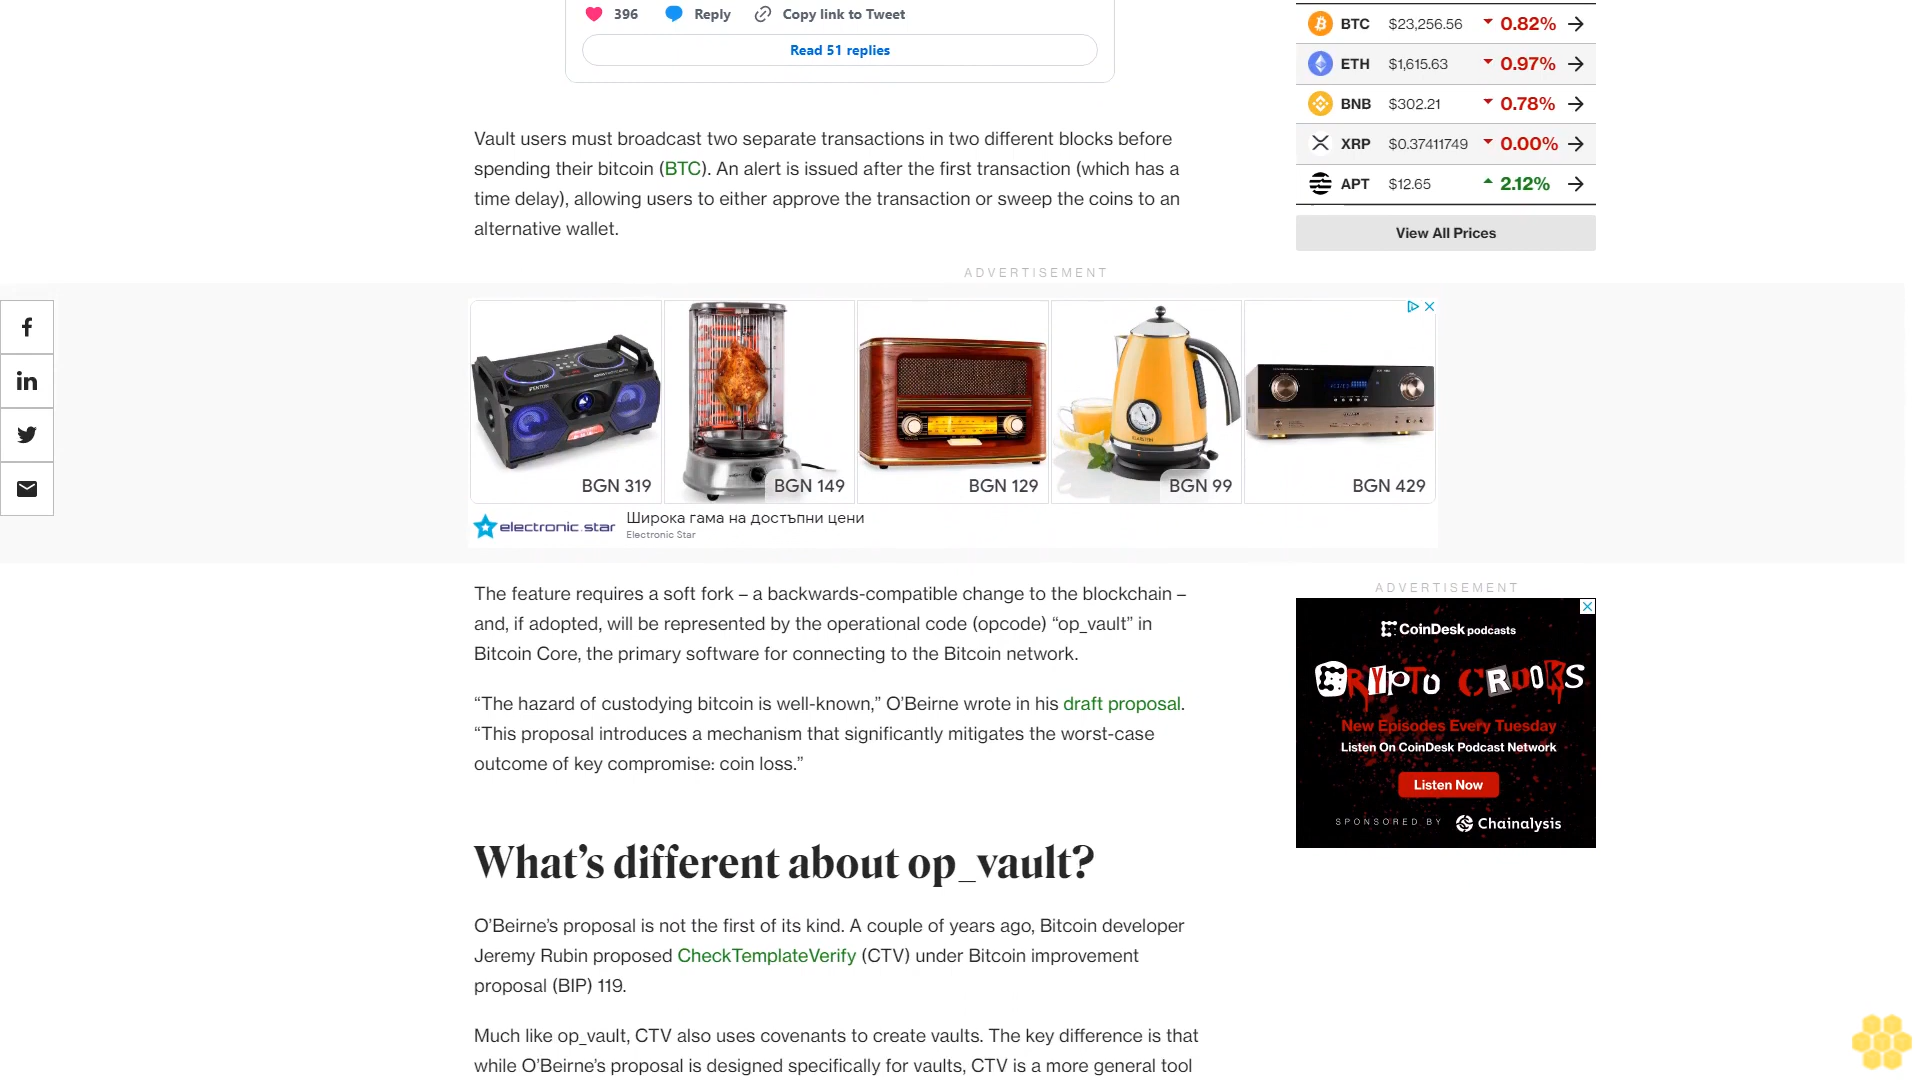 396 Reply Copy link to Tweet
Read 51 replies
BTC $23,256.56 0.82%
ETH $1,615.63 0.97%
BNB $302.21 0.78%
XRP $0.37411749 0.00%
APT $12.65 2.12%
View All Prices
Vault users must broadcast two separate transactions in two different blocks before
spending their bitcoin (BTC). An alert is issued after the first transaction (which has a
time delay), allowing users to either approve the transaction or sweep the coins to an
alternative wallet.
ADVERTISEMENT
BGN 319
BGN 149
BGN 129
BGN 99
BGN 429
electronic.star
Широка гама на достъпни цени
Electronic Star
The feature requires a soft fork – a backwards-compatible change to the blockchain –
and, if adopted, will be represented by the operational code (opcode) “op_vault” in
Bitcoin Core, the primary software for connecting to the Bitcoin network.
“The hazard of custodying bitcoin is well-known,” O’Beirne wrote in his draft proposal.
“This proposal introduces a mechanism that significantly mitigates the worst-case
outcome of key compromise: coin loss.”
ADVERTISEMENT
CoinDesk podcasts
CRYPTO CROOKS
New Episodes Every Tuesday
Listen On CoinDesk Podcast Network
Listen Now
SPONSORED BY Chainalysis
What’s different about op_vault?
O’Beirne’s proposal is not the first of its kind. A couple of years ago, Bitcoin developer
Jeremy Rubin proposed CheckTemplateVerify (CTV) under Bitcoin improvement
proposal (BIP) 119.
Much like op_vault, CTV also uses covenants to create vaults. The key difference is that
while O’Beirne’s proposal is designed specifically for vaults, CTV is a more general tool